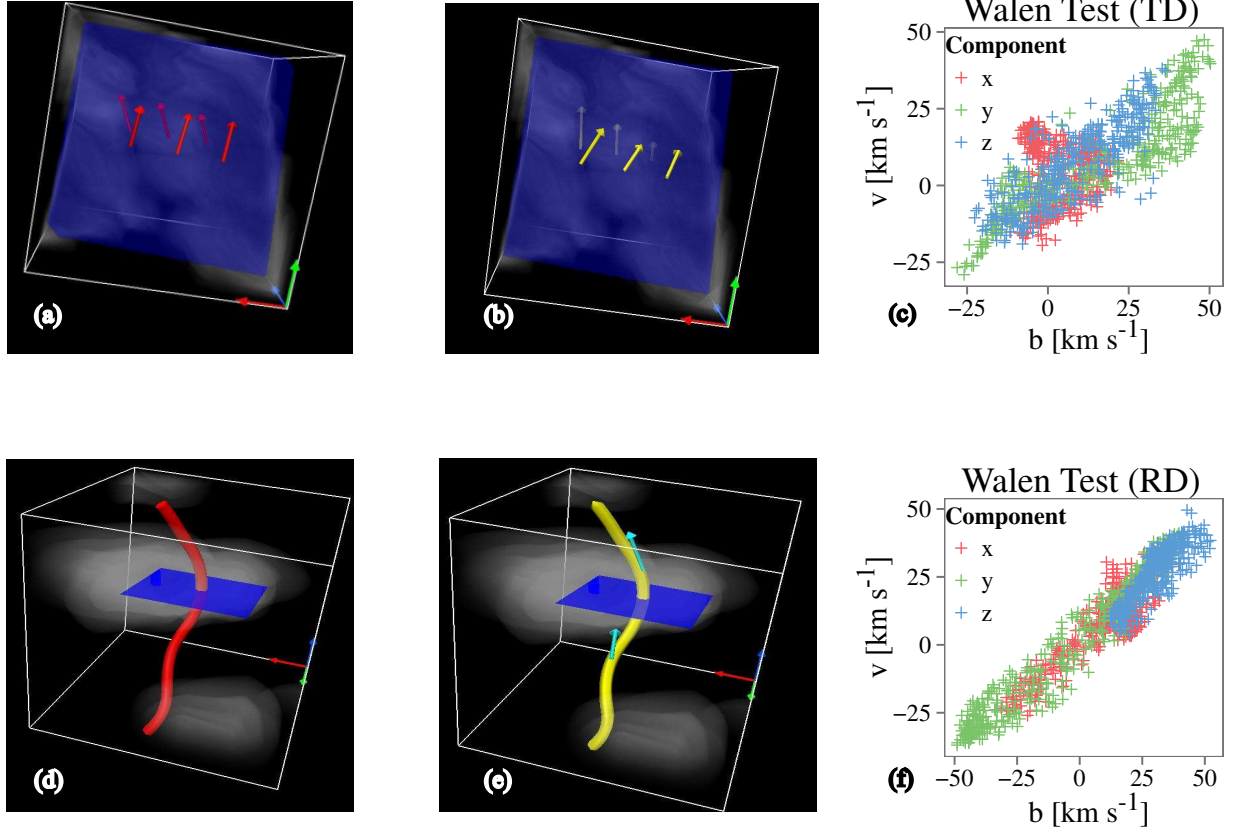 (a)
(b)
Walen Test (TD)
Component
x
y
z
50
25
0
−25
v [km s-1]
−25 0 25 50
b [km s-1]
(c)
(d)
(e)
Walen Test (RD)
Component
x
y
z
50
25
0
−25
v [km s-1]
−50 −25 0 25 50
b [km s-1]
(f)